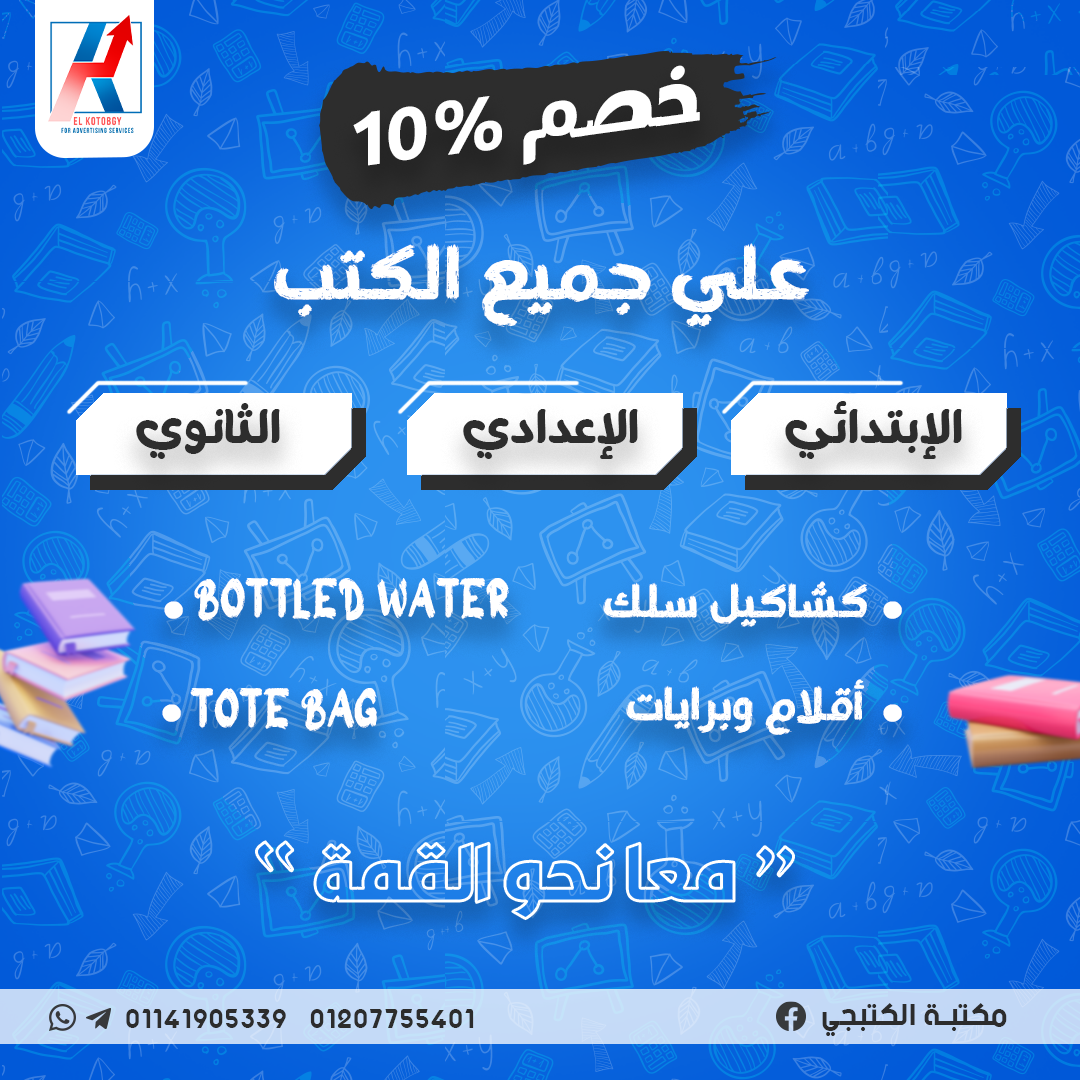 EL KOTOBGY
FOR ADVERTISING SERVICES
خصم 10%
علي جميع الكتب
الإبتدائي
الإعدادي
الثانوي
• كشاكيل سلك
• BOTTLED WATER
• أقلام وبرايات
• TOTE BAG
” معا نحو القمة “
مكتبة الكتبجي
01141905339 01207755401